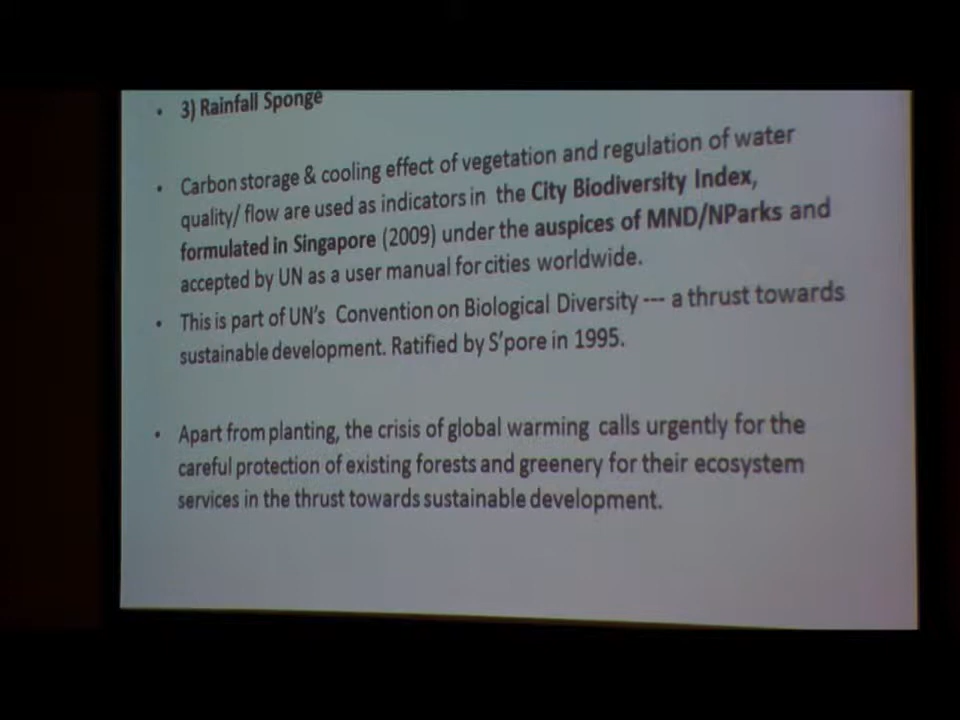 • 3) Rainfall Sponge
• Carbon storage & cooling effect of vegetation and regulation of water
quality/ flow are used as indicators in the City Biodiversity Index,
formulated in Singapore (2009) under the auspices of MND/NParks and
accepted by UN as a user manual for cities worldwide.
• This is part of UN's Convention on Biological Diversity --- a thrust towards
sustainable development. Ratified by S'pore in 1995.
• Apart from planting, the crisis of global warming calls urgently for the
careful protection of existing forests and greenery for their ecosystem
services in the thrust towards sustainable development.